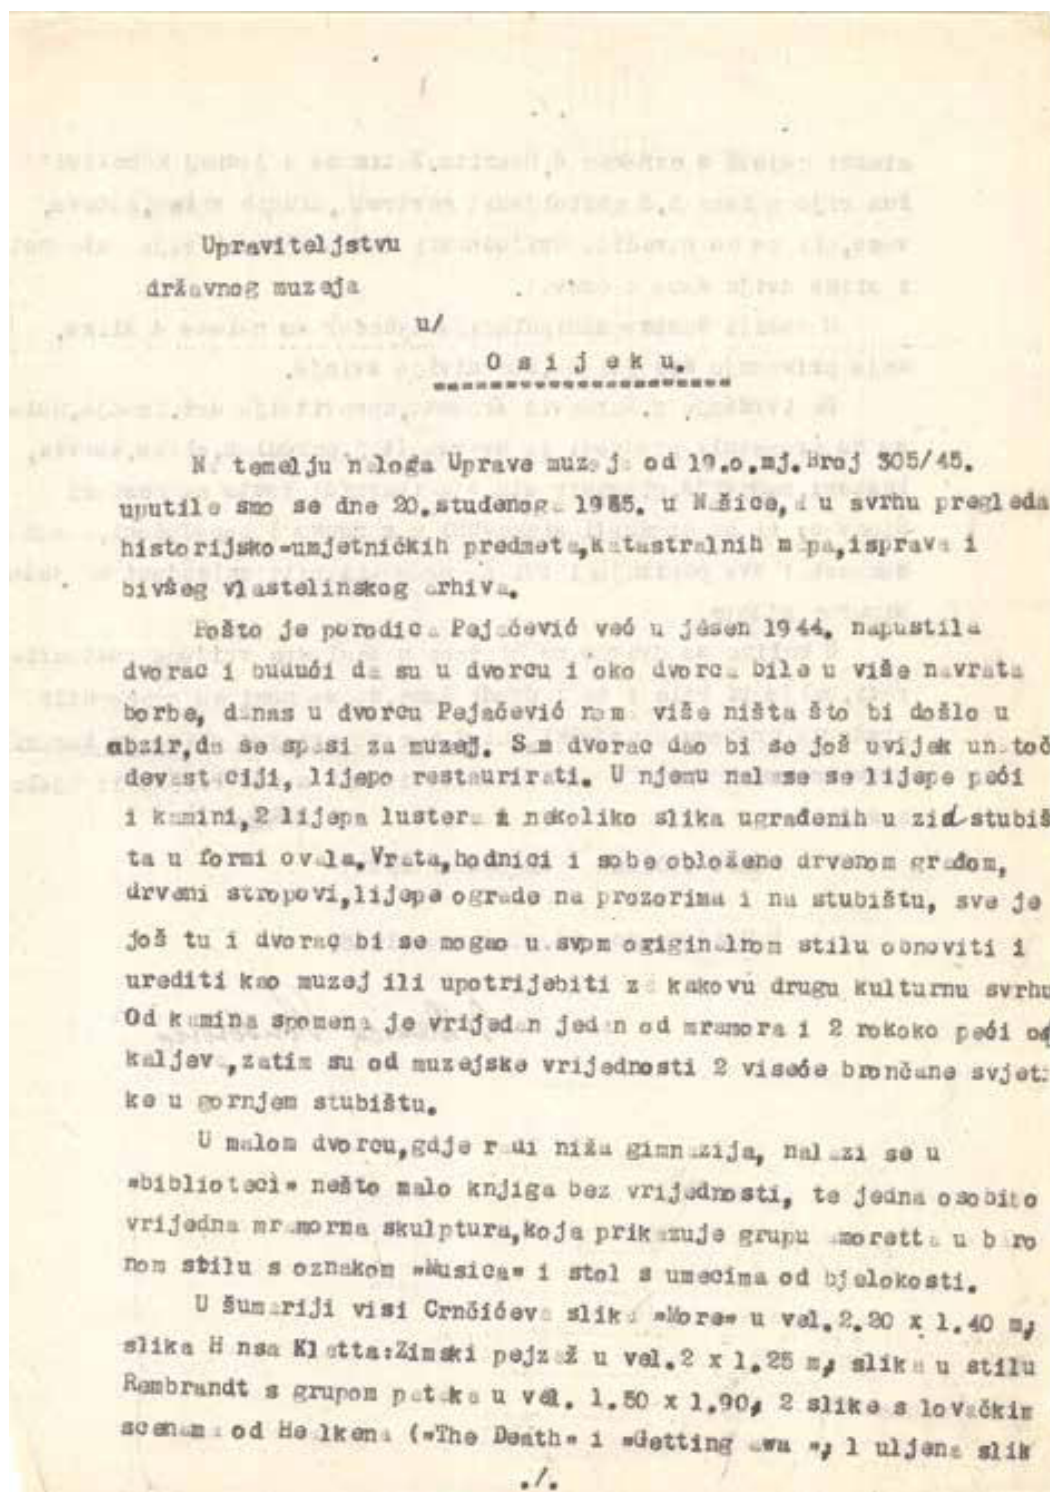 Upraviteljstvu
državnog muzeja
u/
O s i j e k u.
Na temelju naloga Uprave muzeja od 19.o.mj.Broj 305/45.
uputile smo se dne 20.studenoga 1985. u Našice, a u svrhu pregleda
historijsko-umjetničkih predmeta,katastralnih mapa,isprava i
bivšeg vlastelinskog arhiva.
Pošto je porodica Pejačević već u jesen 1944. napustila
dvorac i budući da su u dvorcu i oko dvorca bile u više navrata
borbe, danas u dvorcu Pejačević nema više ništa što bi došlo u
obzir,da se spasi za muzej. Sam dvorac dao bi se još uvijek unatoč
devastaciji, lijepo restaurirati. U njemu nalaze se lijepe peći
i kamini,2 lijepa lustera i nekoliko slika ugrađenih u zid stubiš
ta u formi ovala.Vrata,hodnici i sobe obložene drvenom građom,
drveni stropovi,lijepe ograde na prozorima i na stubištu, sve je
još tu i dvorac bi se mogao u svpm originalnom stilu obnoviti i
urediti kao muzej ili upotrijebiti za kakovu drugu kulturnu svrhu
Od kamina spomena je vrijedan jedan od mramora i 2 rokoko peći od
kaljeva,zatim su od muzejske vrijednosti 2 viseće brončane svjet
ke u gornjem stubištu.
U malom dvorcu,gdje radi niža gimnazija, nalazi se u
"biblioteci" nešto malo knjiga bez vrijednosti, te jedna osobito
vrijedna mramorna skulptura,koja prikazuje grupu amoretta u baro
nom stilu s oznakom "Musica" i stol s umecima od bjelokosti.
U šumariji visi Crnčićeva slika "More" u vel.2.20 x 1.40 m,
slika Hansa Klatta:Zimski pejzaž u vel.2 x 1.25 m, slika u stilu
Rembrandt s grupom pataka u vel. 1.50 x 1.90, 2 slike s lovačkim
scenama od Healkena ("The Death" i "Getting awa ", 1 uljena slik
./.